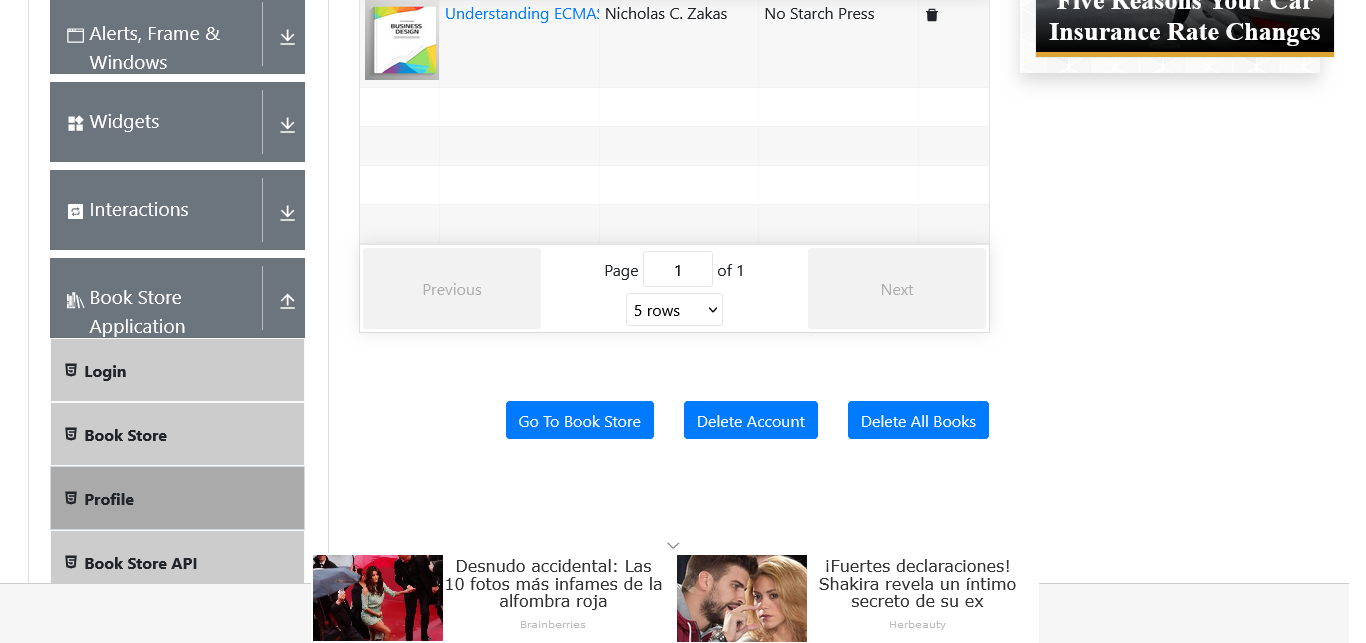 Alerts, Frame &
Windows
Widgets
Interactions
Book Store
Application
Login
Book Store
Profile
Book Store API
BUSINESS
DESIGN
Understanding ECMAS
Nicholas C. Zakas
No Starch Press
Previous
Page 1 of 1
5 rows
Next
Go To Book Store
Delete Account
Delete All Books
Five Reasons Your Car
Insurance Rate Changes
Desnudo accidental: Las
10 fotos más infames de la
alfombra roja
Brainberries
¡Fuertes declaraciones!
Shakira revela un íntimo
secreto de su ex
Herbeauty